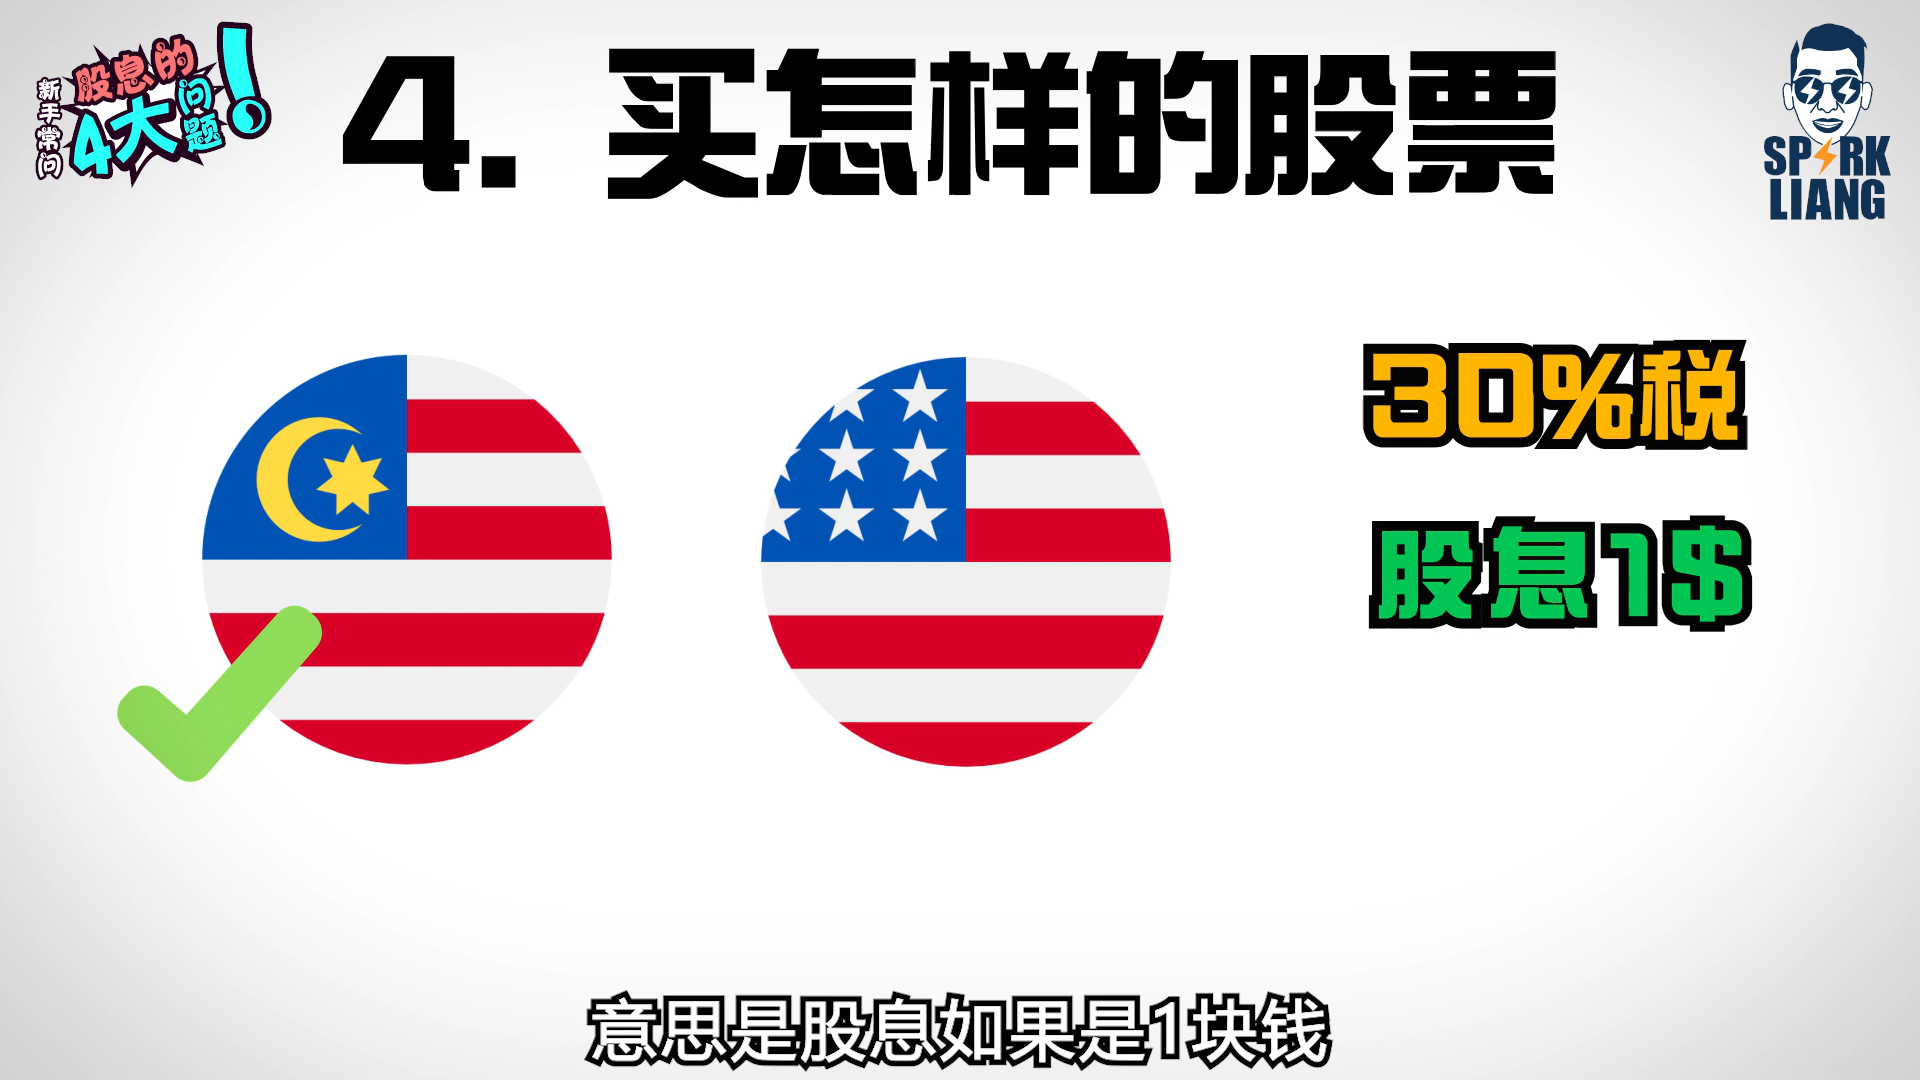 新手常问
股息的
4大问题!
4. 买怎样的股票
SPARK
LIANG
30%税
股息1$
意思是股息如果是1块钱